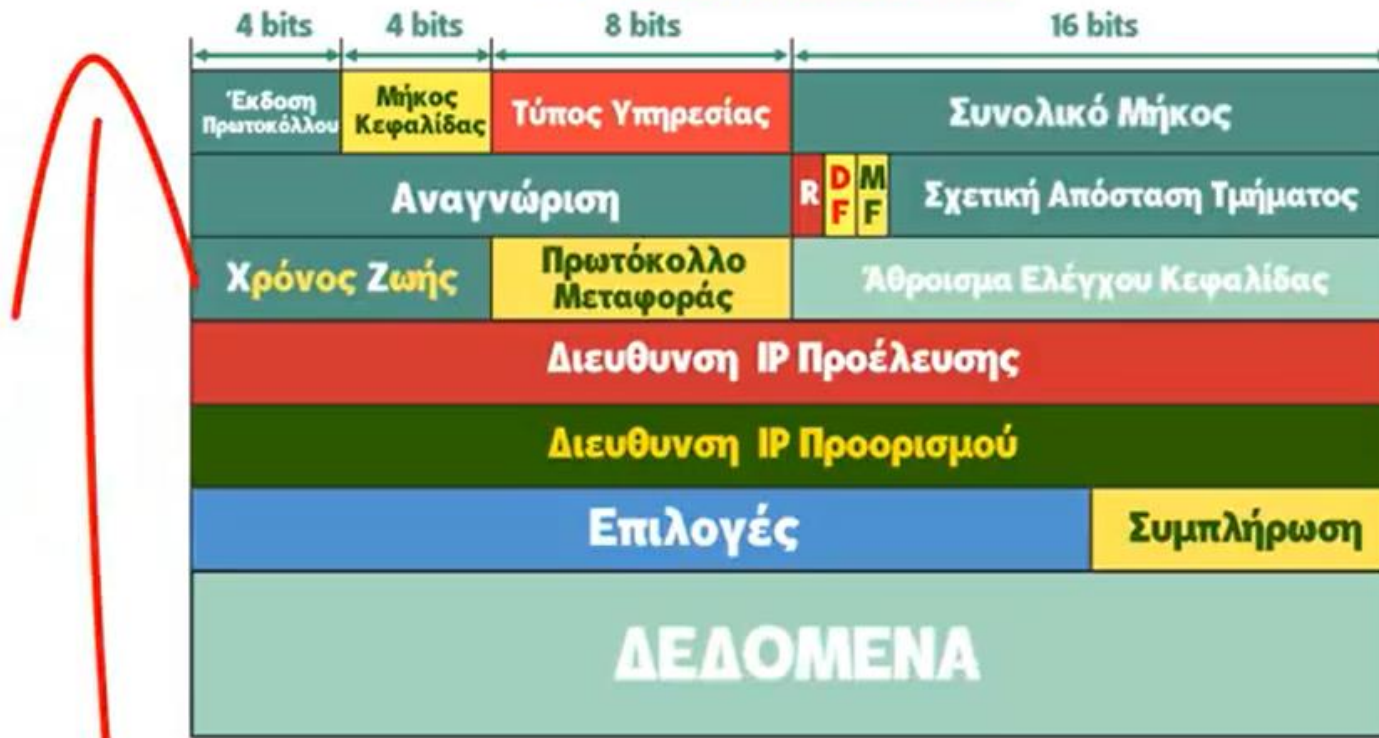 4 bits 4 bits 8 bits 16 bits
Έκδοση
Πρωτοκόλλου
Μήκος
Κεφαλίδας
Τύπος Υπηρεσίας
Συνολικό Μήκος
Αναγνώριση
R
D
F
M
F
Σχετική Απόσταση Τμήματος
Χρόνος Ζωής
Πρωτόκολλο
Μεταφοράς
Άθροισμα Ελέγχου Κεφαλίδας
Διευθυνση IP Προέλευσης
Διευθυνση IP Προορισμού
Επιλογές
Συμπλήρωση
ΔΕΔΟΜΕΝΑ